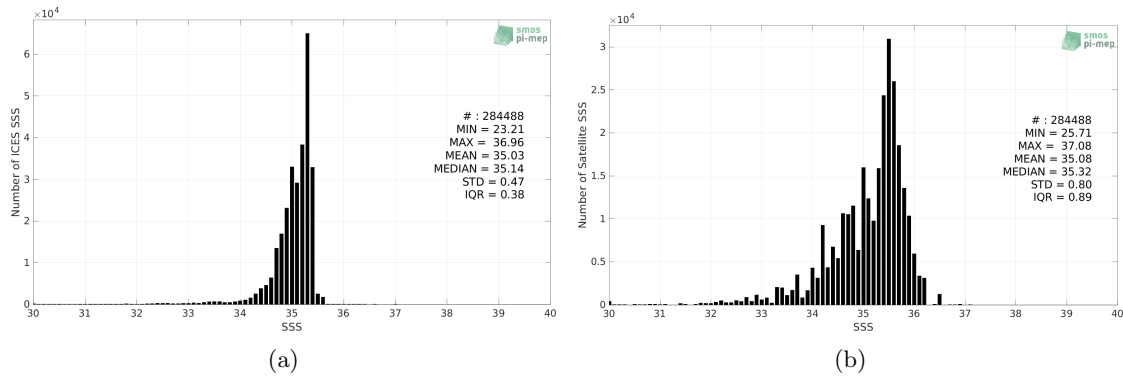 ×10⁴
6
5
4
3
2
1
0
Number of ICES SSS
smos
pi-mep
# : 284488
MIN = 23.21
MAX = 36.96
MEAN = 35.03
MEDIAN = 35.14
STD = 0.47
IQR = 0.38
30 31 32 33 34 35 36 37 38 39 40
SSS
(a)
×10⁴
3
2.5
2
1.5
1
0.5
0
Number of Satellite SSS
smos
pi-mep
# : 284488
MIN = 25.71
MAX = 37.08
MEAN = 35.08
MEDIAN = 35.32
STD = 0.80
IQR = 0.89
30 31 32 33 34 35 36 37 38 39 40
SSS
(b)